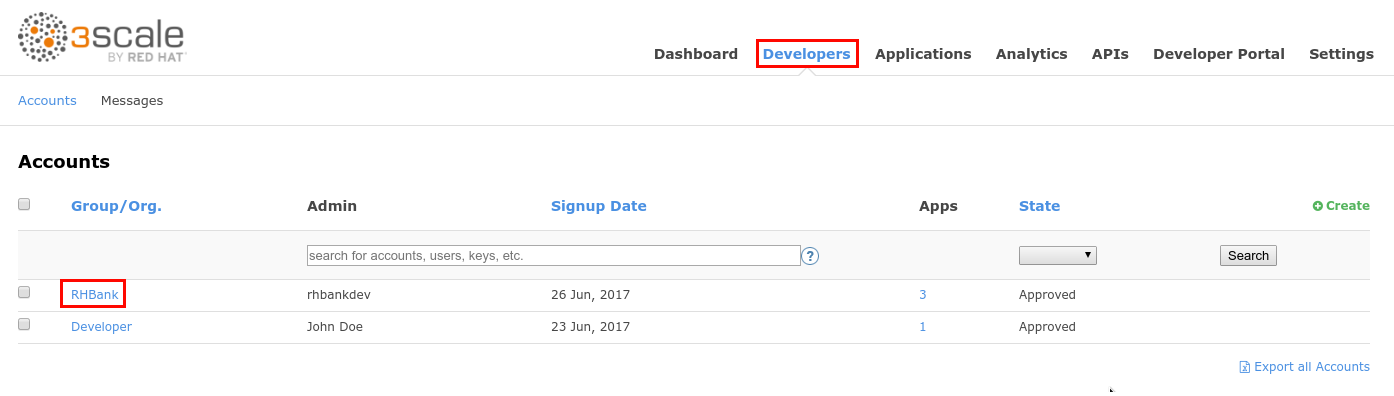 3scale
BY RED HAT
Dashboard Developers Applications Analytics APIs Developer Portal Settings
Accounts Messages
Accounts
Group/Org. Admin Signup Date Apps State Create
search for accounts, users, keys, etc. ? Search
RHBank rhbankdev 26 Jun, 2017 3 Approved
Developer John Doe 23 Jun, 2017 1 Approved
Export all Accounts